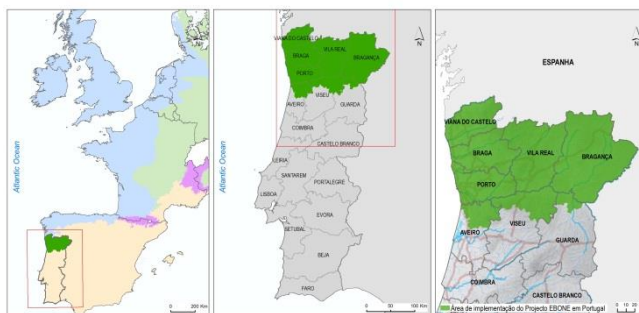 Atlantic Ocean
N
200 Km
Atlantic Ocean
N
VIANA DO CASTELO
BRAGA
VILA REAL
BRAGANÇA
PORTO
AVEIRO
VISEU
GUARDA
COIMBRA
CASTELO BRANCO
LEIRIA
SANTAREM
PORTALEGRE
LISBOA
EVORA
SETUBAL
BEJA
FARO
0 50 100 Km
N
ESPANHA
VIANA DO CASTELO
BRAGA
VILA REAL
BRAGANÇA
PORTO
AVEIRO
VISEU
GUARDA
COIMBRA
CASTELO BRANCO
Área de implementação do Projecto EBONE em Portugal